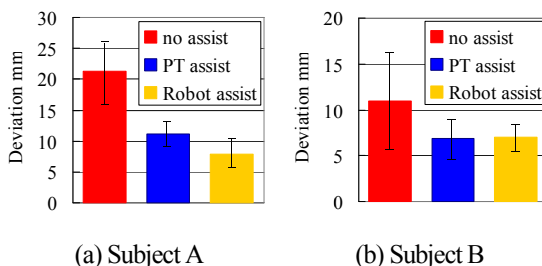 Deviation mm
30
25
20
15
10
5
0
no assist
PT assist
Robot assist
(a) Subject A
Deviation mm
20
15
10
5
0
no assist
PT assist
Robot assist
(b) Subject B